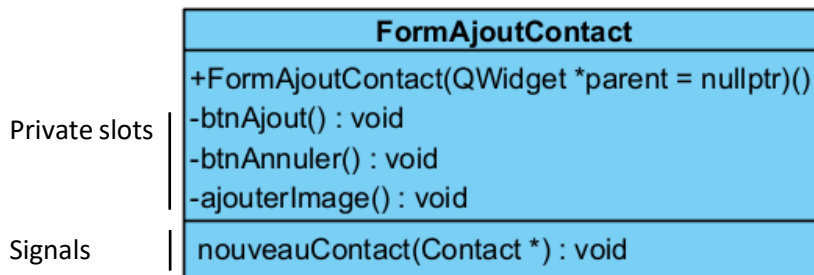 FormAjoutContact
+FormAjoutContact(QWidget *parent = nullptr)()
Private slots
-btnAjout() : void
-btnAnnuler() : void
-ajouterImage() : void
Signals
nouveauContact(Contact *) : void